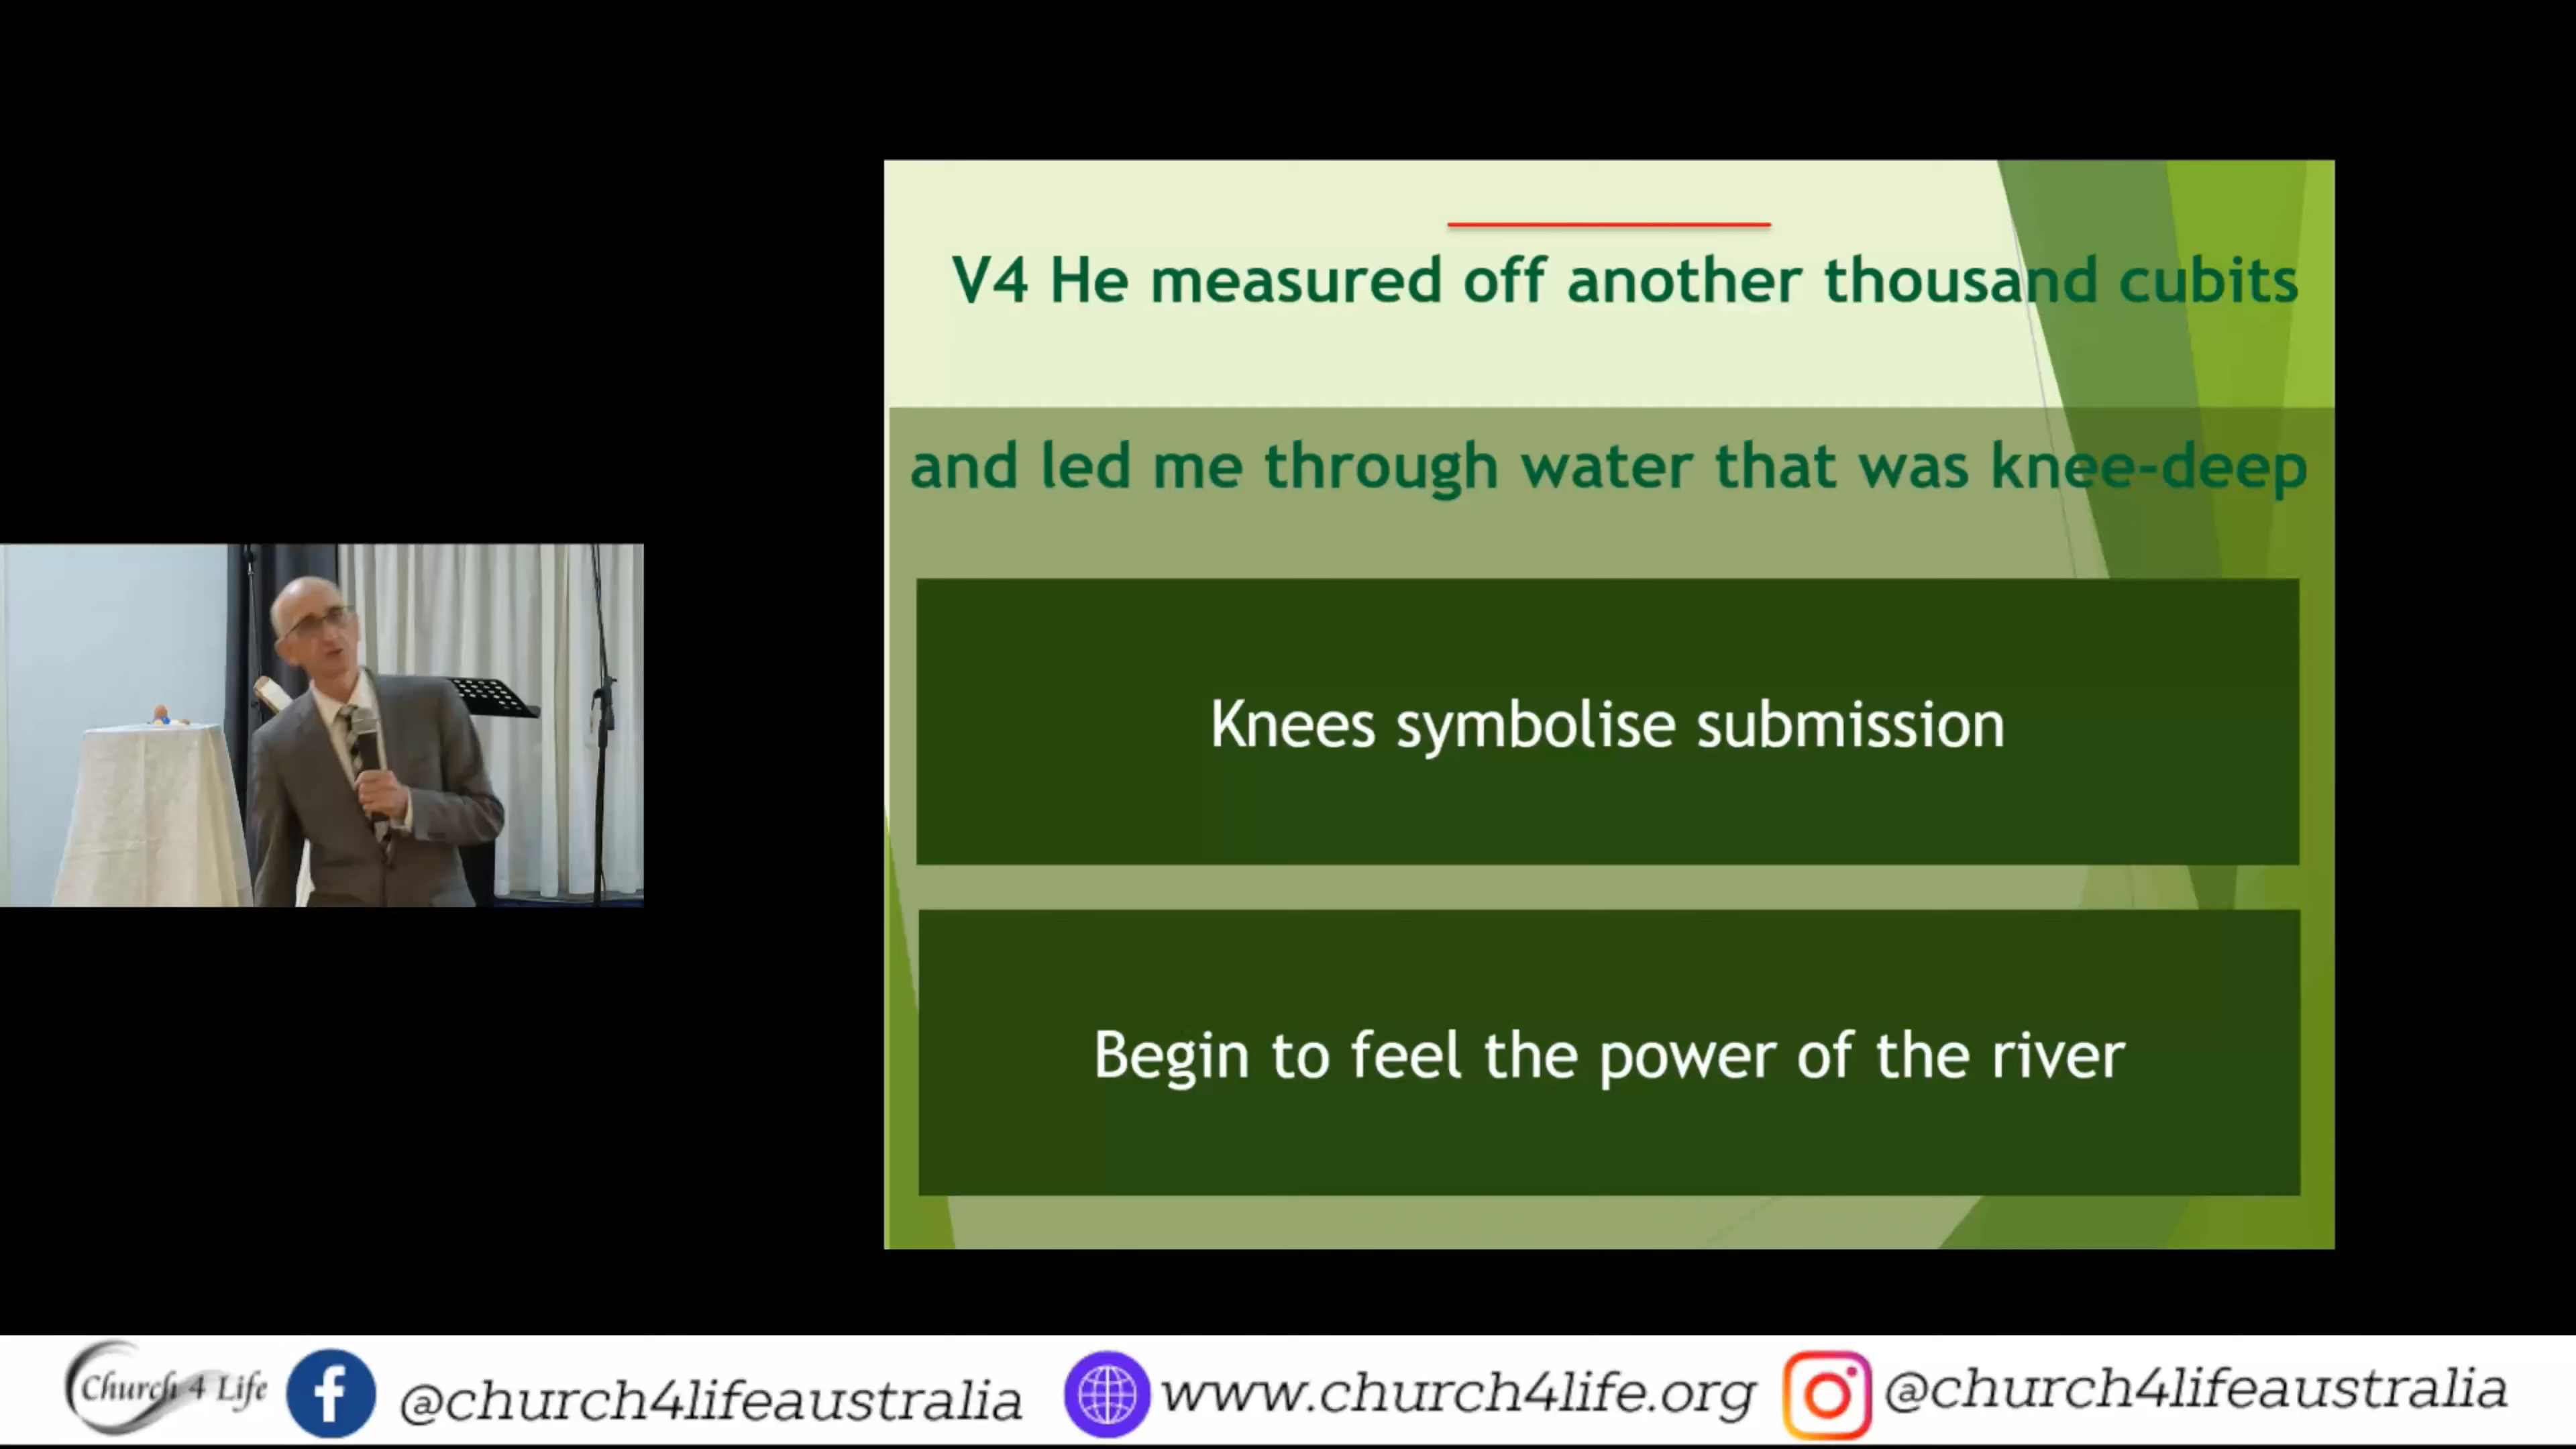 V4 He measured off another thousand cubits
and led me through water that was knee-deep
Knees symbolise submission
Begin to feel the power of the river
Church 4 Life
@church4lifeaustralia
www.church4life.org
@church4lifeaustralia